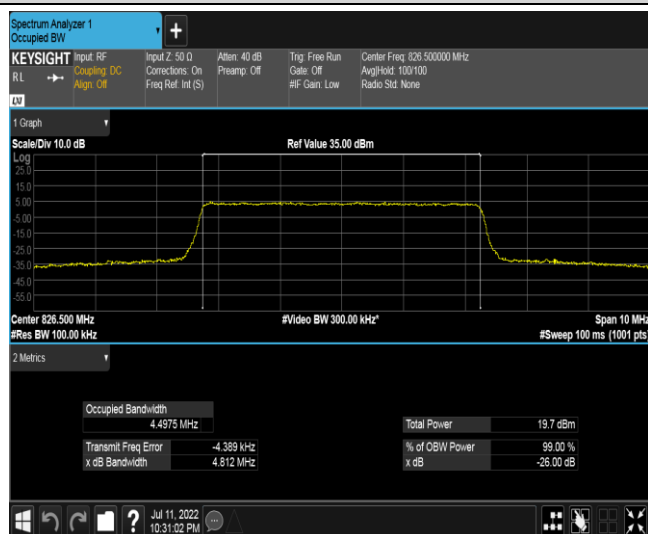 Spectrum Analyzer 1
Occupied BW
+
KEYSIGHT Input: RF Input Z: 50 Ω Atten: 40 dB Trig: Free Run Center Freq: 826.500000 MHz
RL Coupling: DC Corrections: On Preamp: Off Gate: Off Avg|Hold: 100/100
Align: Off Freq Ref: Int (S) #IF Gain: Low Radio Std: None
LXI
1 Graph
Scale/Div 10.0 dB Ref Value 35.00 dBm
Log
25.0
15.0
5.00
-5.00
-15.0
-25.0
-35.0
-45.0
-55.0
Center 826.500 MHz #Video BW 300.00 kHz* Span 10 MHz
#Res BW 100.00 kHz #Sweep 100 ms (1001 pts)
2 Metrics
Occupied Bandwidth
4.4975 MHz Total Power 19.7 dBm
Transmit Freq Error -4.389 kHz % of OBW Power 99.00 %
x dB Bandwidth 4.812 MHz x dB -26.00 dB
? Jul 11, 2022
10:31:02 PM